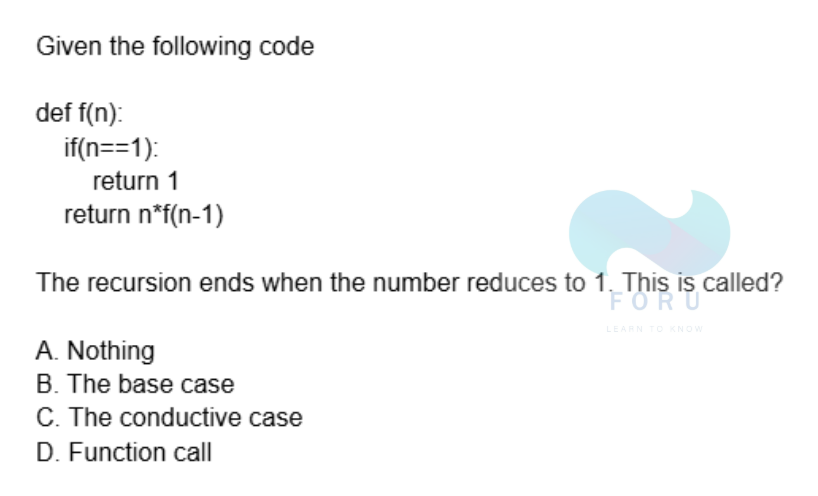 Given the following code
def f(n):
if(n==1):
return 1
return n*f(n-1)
The recursion ends when the number reduces to 1. This is called?
FORU
LEARN TO KNOW
A. Nothing
B. The base case
C. The conductive case
D. Function call